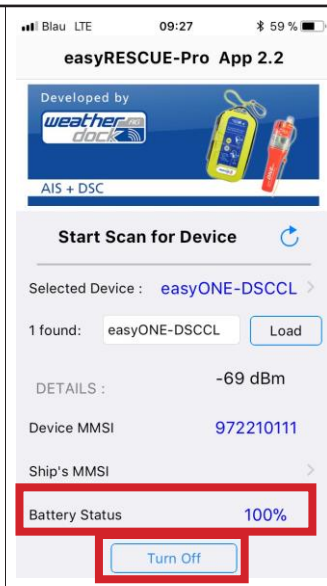 Blau LTE 09:27 59 %
easyRESCUE-Pro App 2.2
Developed by
weather AG
dock
AIS + DSC
Start Scan for Device
Selected Device : easyONE-DSCCL
1 found: easyONE-DSCCL Load
DETAILS : -69 dBm
Device MMSI 972210111
Ship's MMSI
Battery Status 100%
Turn Off